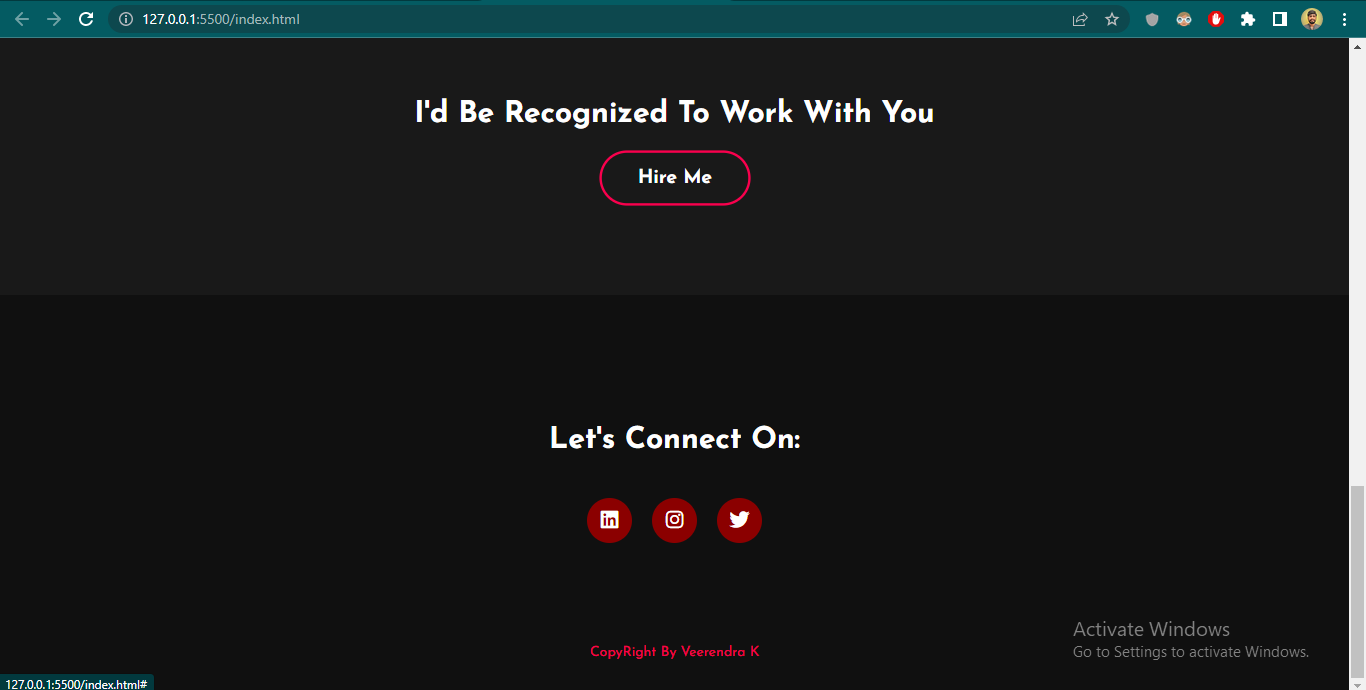 127.0.0.1:5500/index.html
I'd Be Recognized To Work With You
Hire Me
Let's Connect On:
in
CopyRight By Veerendra K
Activate Windows
Go to Settings to activate Windows.
127.0.0.1:5500/index.html#